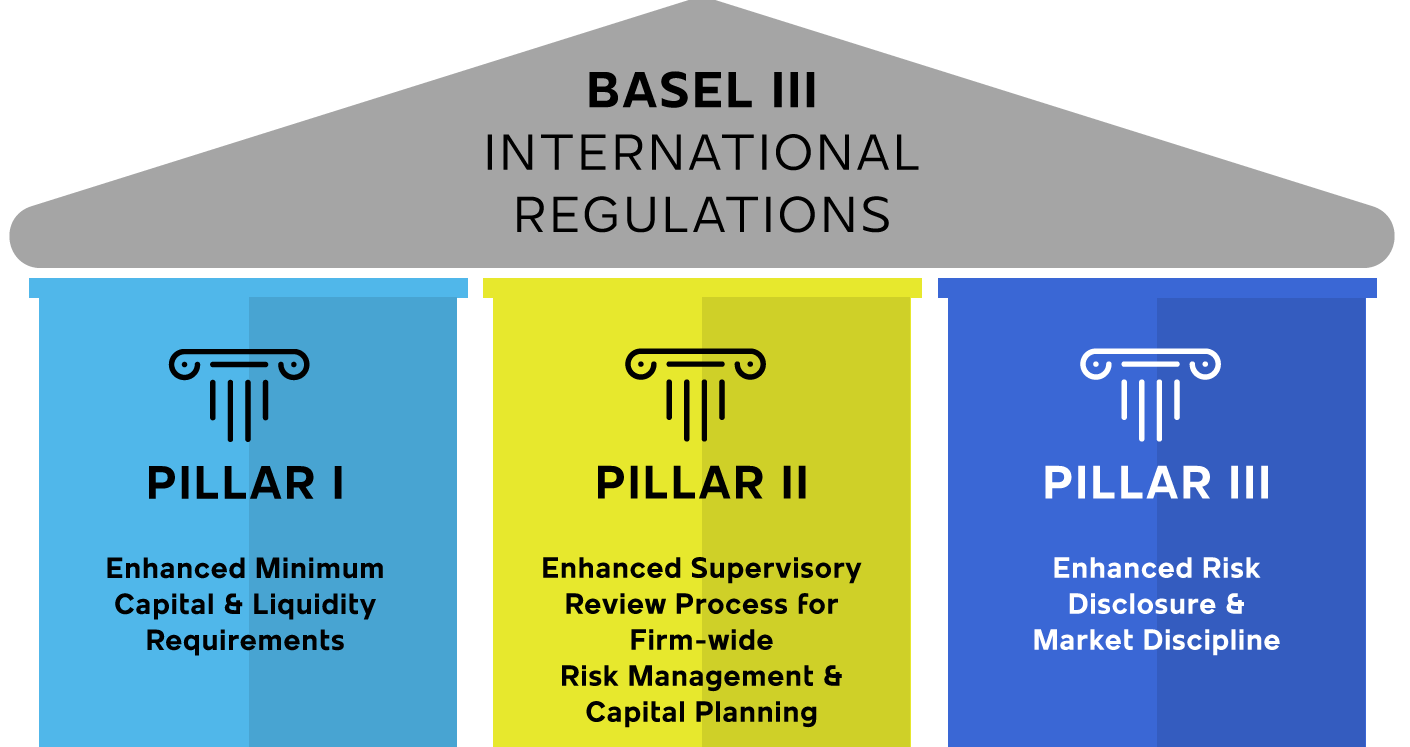 BASEL III
INTERNATIONAL
REGULATIONS
PILLAR I
Enhanced Minimum
Capital & Liquidity
Requirements
PILLAR II
Enhanced Supervisory
Review Process for
Firm-wide
Risk Management &
Capital Planning
PILLAR III
Enhanced Risk
Disclosure &
Market Discipline